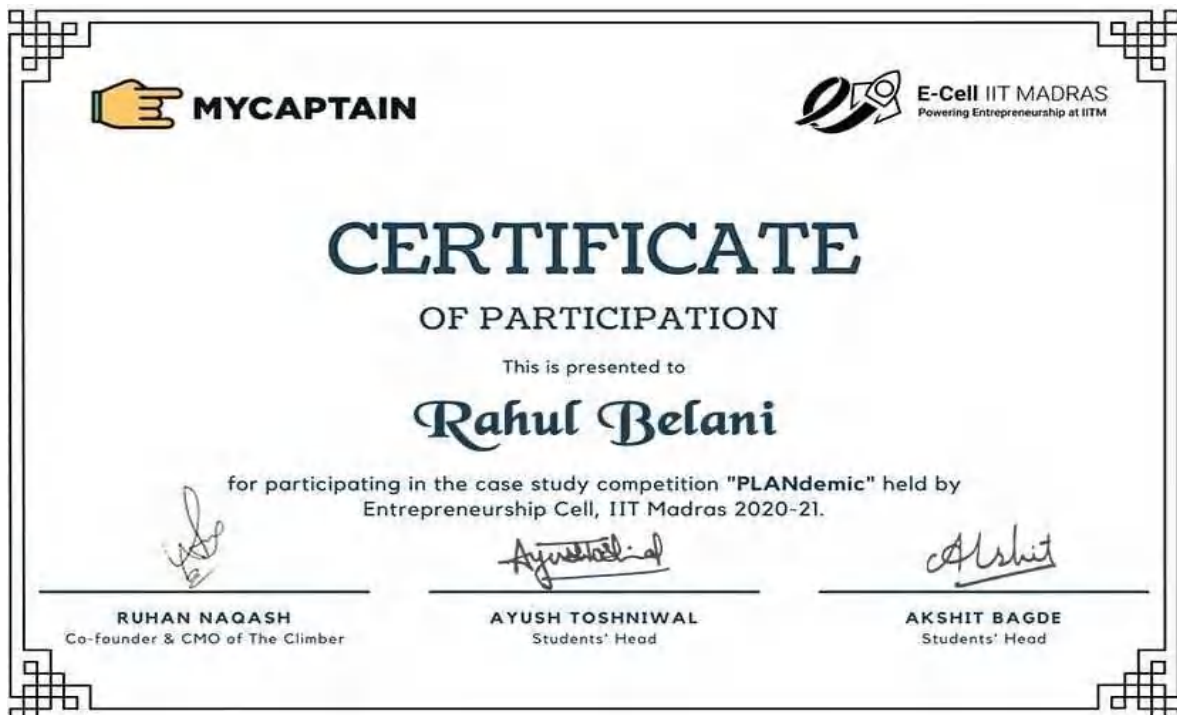 MYCAPTAIN
E-Cell IIT MADRAS
Powering Entrepreneurship at IITM
CERTIFICATE
OF PARTICIPATION
This is presented to
Rahul Belani
for participating in the case study competition "PLANdemic" held by
Entrepreneurship Cell, IIT Madras 2020-21.
Akshit
RUHAN NAQASH
Co-founder & CMO of The Climber
AYUSH TOSHNIWAL
Students' Head
AKSHIT BAGDE
Students' Head